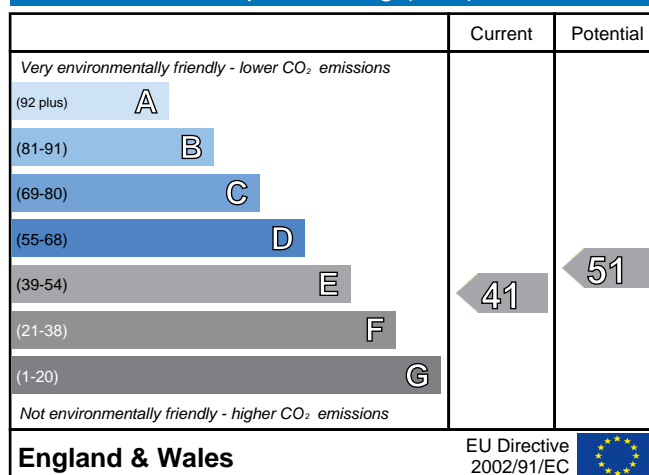 Current Potential
Very environmentally friendly - lower CO₂ emissions
(92 plus) A
(81-91) B
(69-80) C
(55-68) D
(39-54) E
(21-38) F
(1-20) G
41
51
Not environmentally friendly - higher CO₂ emissions
England & Wales
EU Directive
2002/91/EC